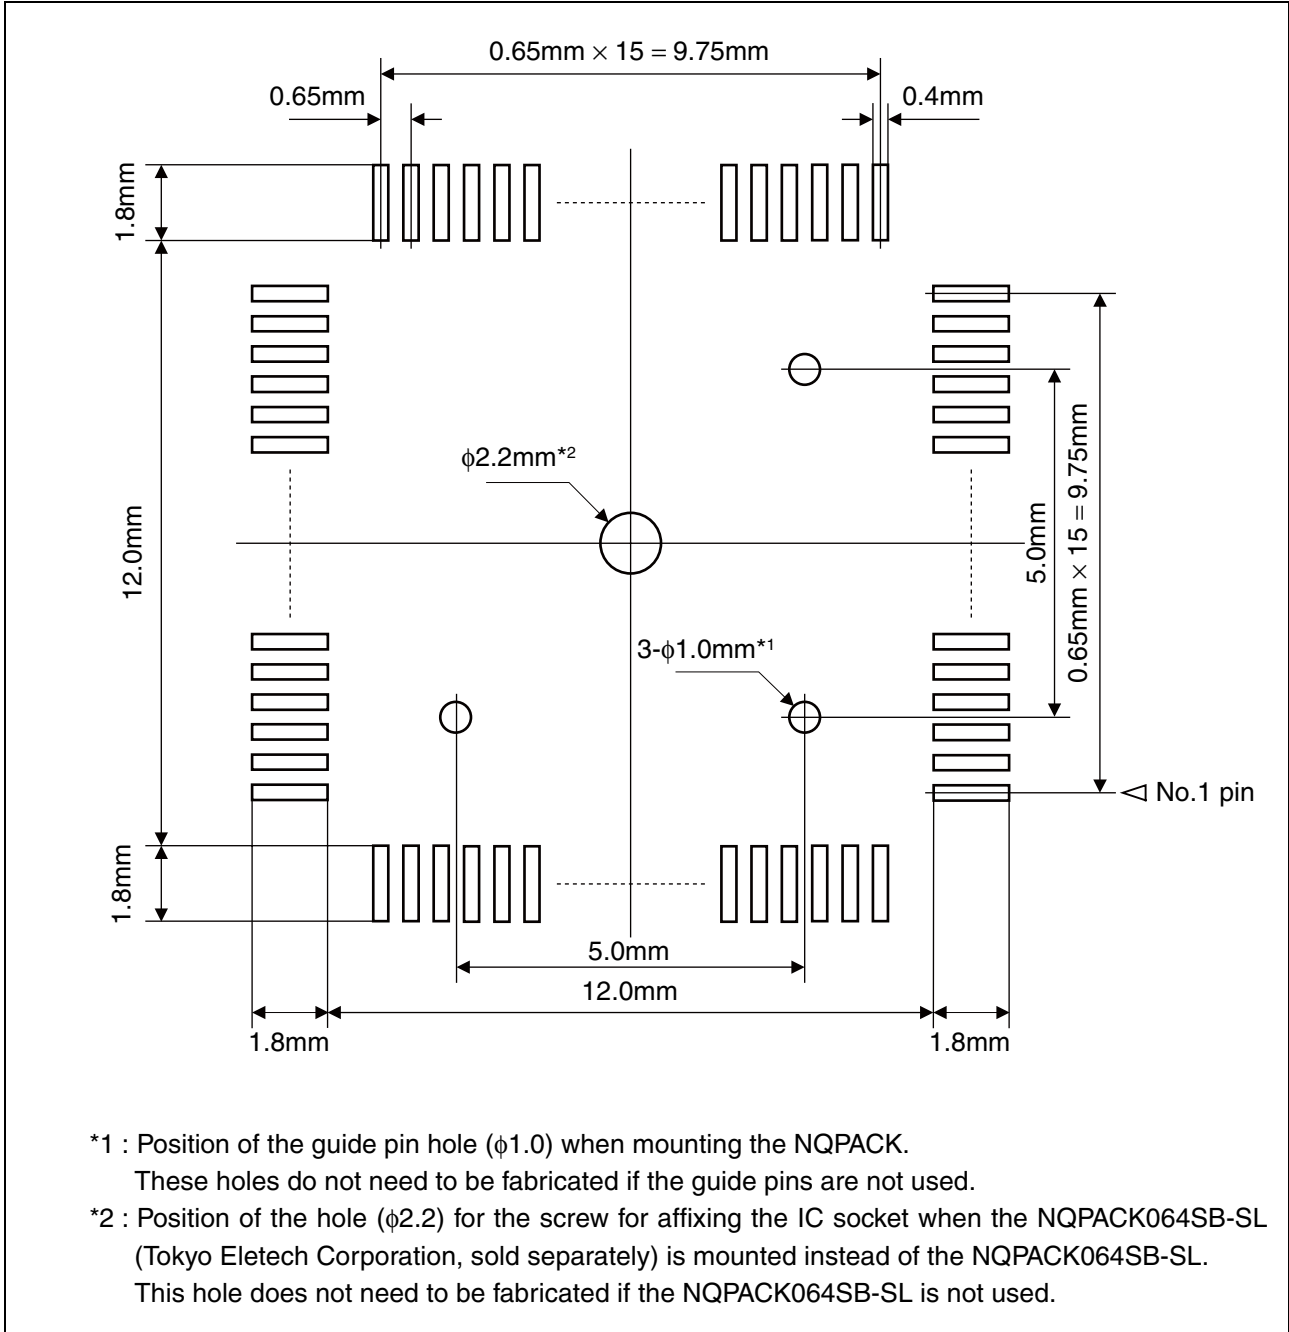 0.65mm × 15 = 9.75mm
0.65mm
0.4mm
1.8mm
12.0mm
1.8mm
ϕ2.2mm*2
3-ϕ1.0mm*1
5.0mm
0.65mm × 15 = 9.75mm
No.1 pin
5.0mm
12.0mm
1.8mm
1.8mm
*1 : Position of the guide pin hole (ϕ1.0) when mounting the NQPACK.
These holes do not need to be fabricated if the guide pins are not used.
*2 : Position of the hole (ϕ2.2) for the screw for affixing the IC socket when the NQPACK064SB-SL
(Tokyo Eletech Corporation, sold separately) is mounted instead of the NQPACK064SB-SL.
This hole does not need to be fabricated if the NQPACK064SB-SL is not used.